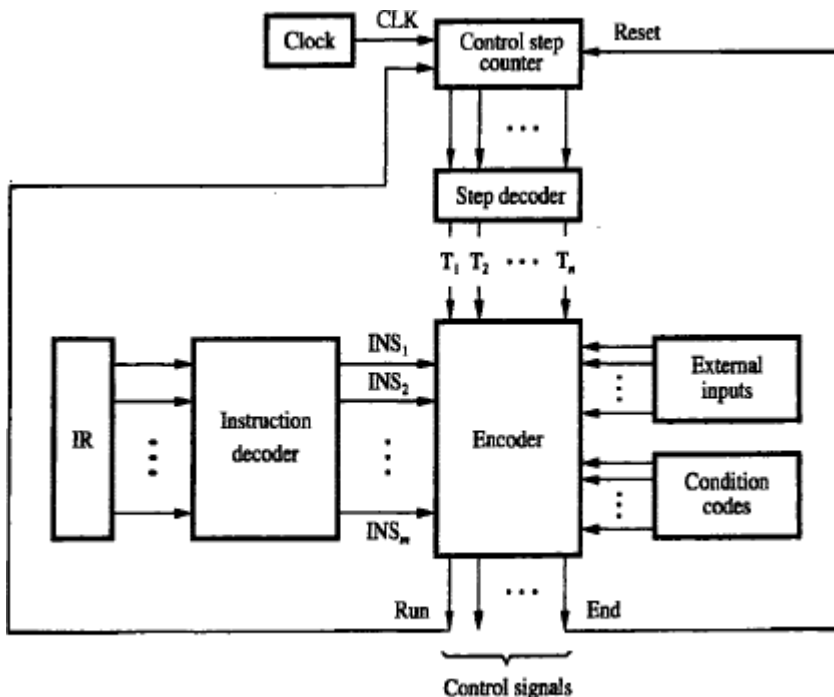 CLK
Clock
Control step
counter
Reset
...
Step decoder
T₁ T₂ ... Tₙ
INS₁
INS₂
INSₘ
IR
Instruction
decoder
Encoder
External
inputs
Condition
codes
Run
...
End
Control signals